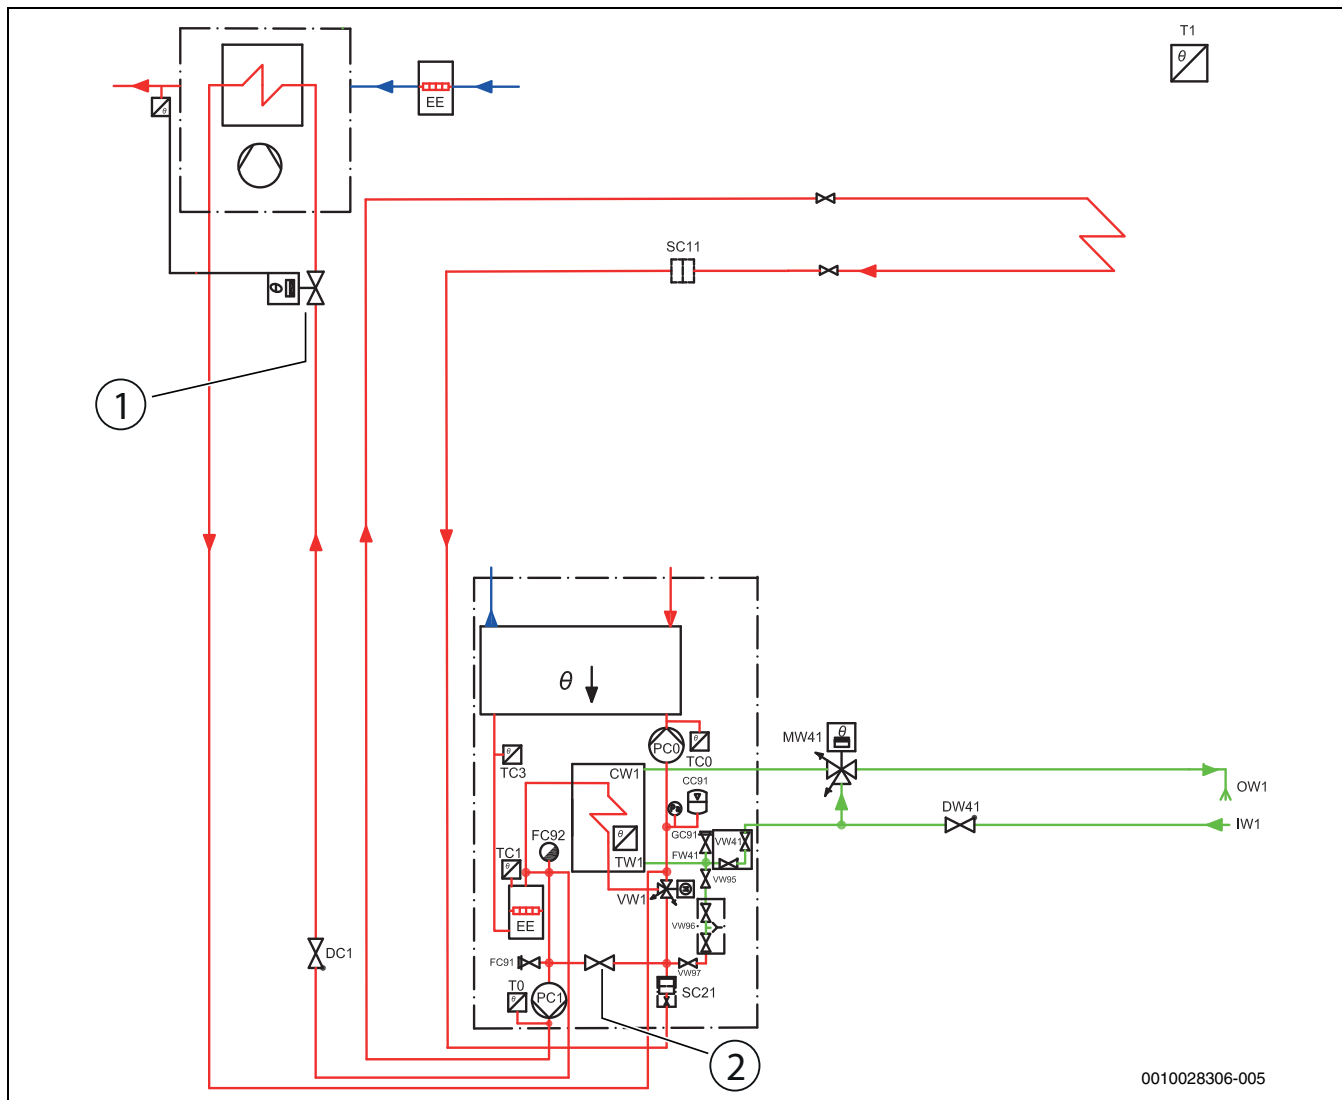 T1
θ
θ
EE
SC11
θ
1
θ
θ
MW41
PC0
θ
TC0
θ
TC3
CW1
CC91
OW1
DW41
IW1
FC92
GC91
VW41
TC1
θ
θ
TW1
FW41
VW95
VW1
EE
VW96
DC1
FC91
VW97
T0
θ
PC1
SC21
2
0010028306-005